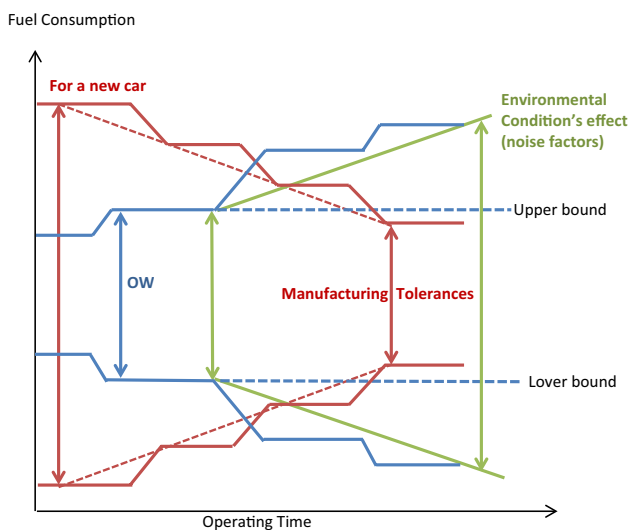 Fuel Consumption
For a new car
Environmental
Condition's effect
(noise factors)
Upper bound
OW
Manufacturing Tolerances
Lover bound
Operating Time